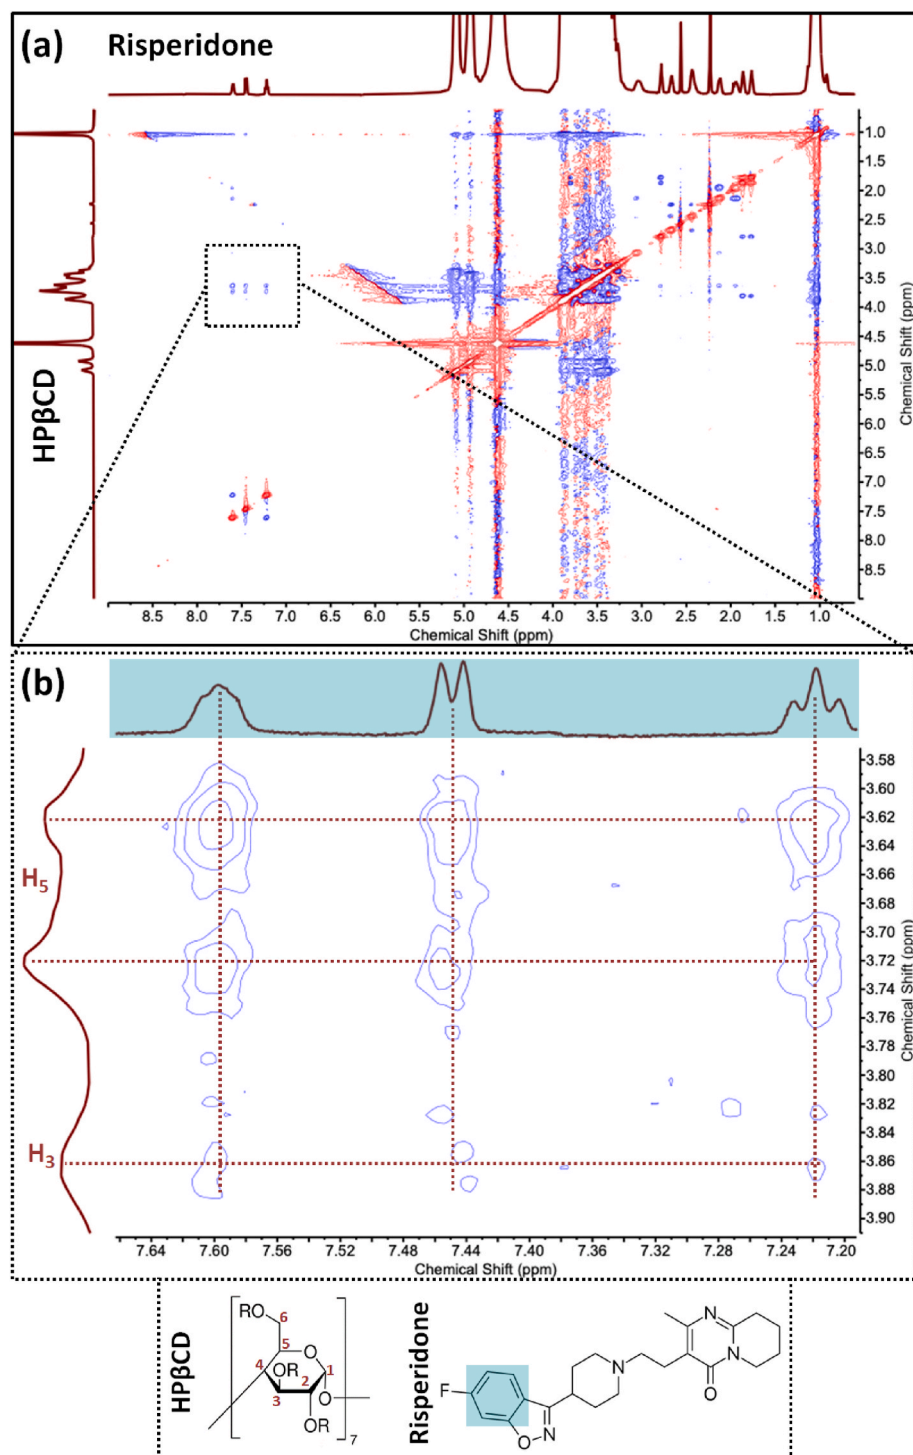 (a) Risperidone
HPβCD
1.0
1.5
2.0
2.5
3.0
3.5
4.0
4.5
5.0
5.5
6.0
6.5
7.0
7.5
8.0
8.5
Chemical Shift (ppm)
8.5 8.0 7.5 7.0 6.5 6.0 5.5 5.0 4.5 4.0 3.5 3.0 2.5 2.0 1.5 1.0
Chemical Shift (ppm)
(b)
H5
H3
3.58
3.60
3.62
3.64
3.66
3.68
3.70
3.72
3.74
3.76
3.78
3.80
3.82
3.84
3.86
3.88
3.90
Chemical Shift (ppm)
7.64 7.60 7.56 7.52 7.48 7.44 7.40 7.36 7.32 7.28 7.24 7.20
Chemical Shift (ppm)
HPβCD
RO
6
5
O
4
OR
1
2
3
O
OR
7
Risperidone
F
O
N
N
N
N
O